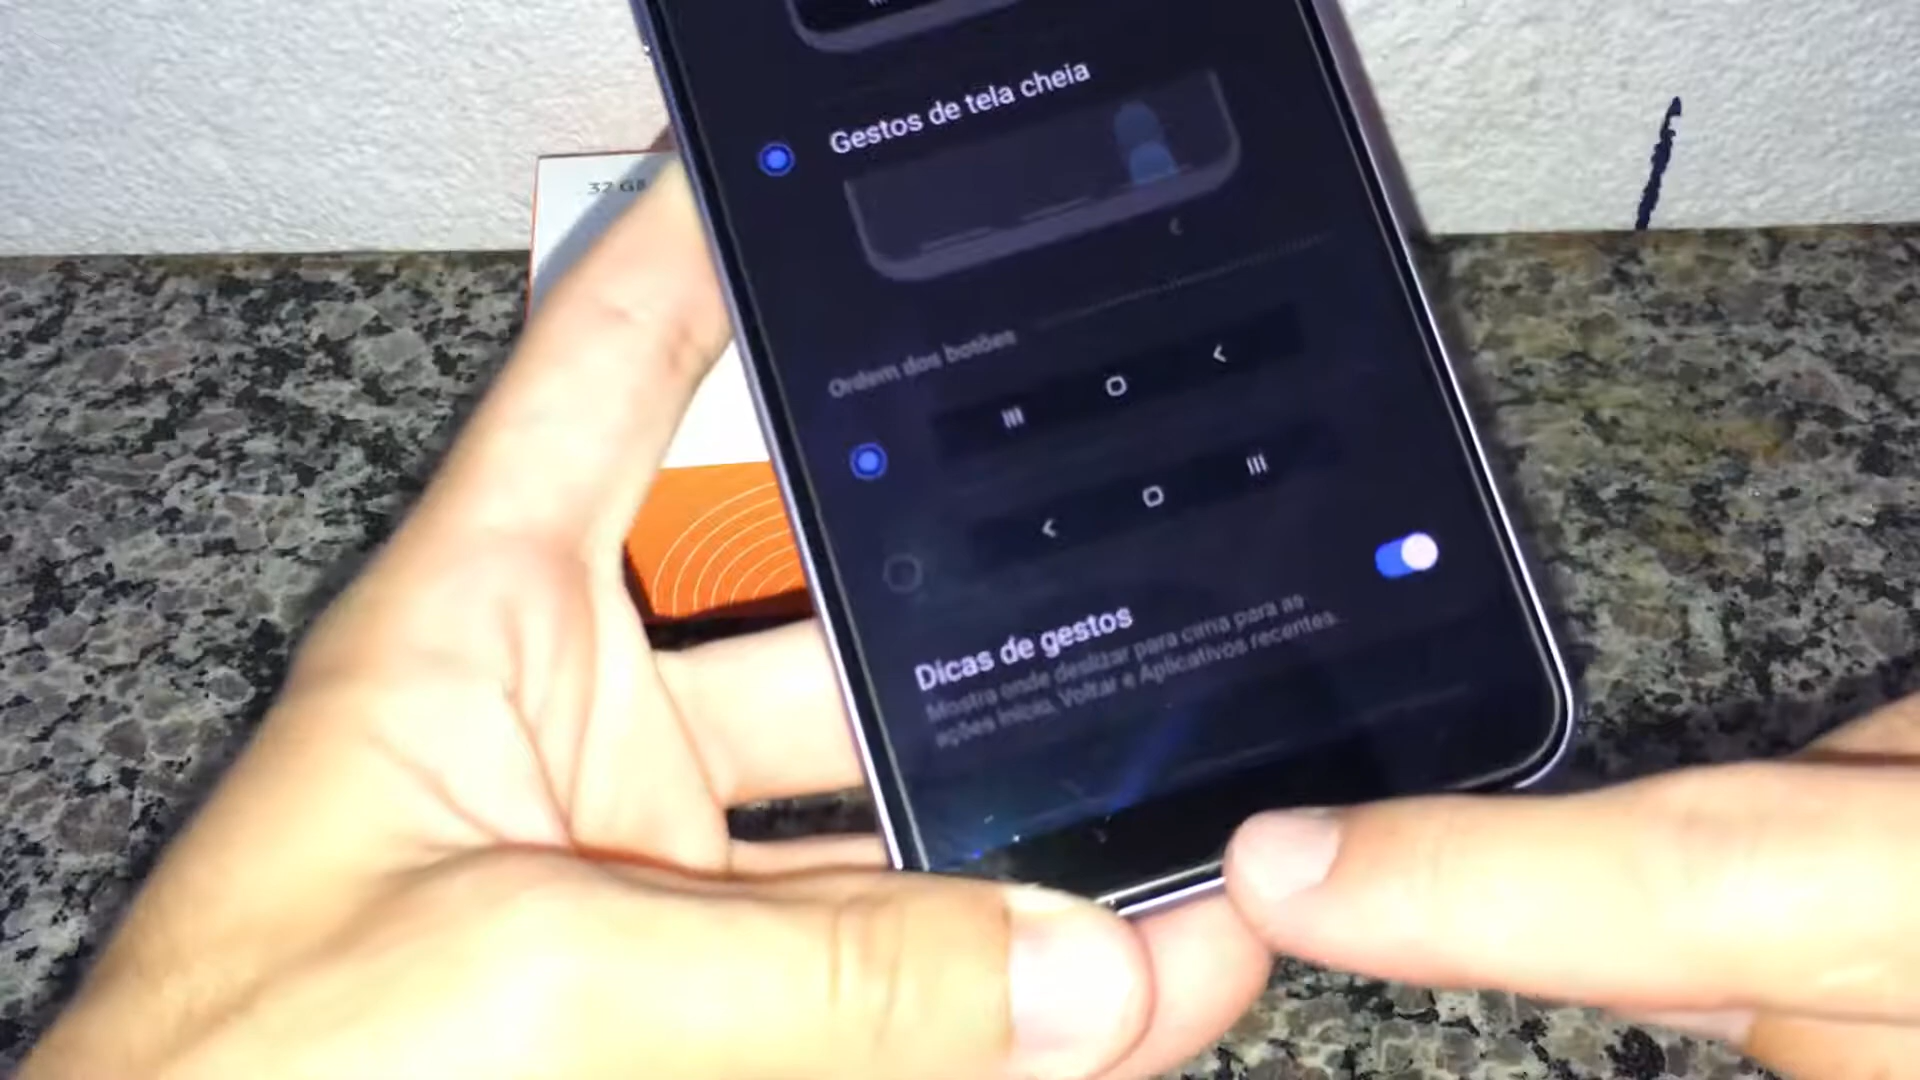 32 GB
Gestos de tela cheia
Ordem dos botões
Dicas de gestos
Mostra onde deslizar para cima para as
ações Início, Voltar e Aplicativos recentes.